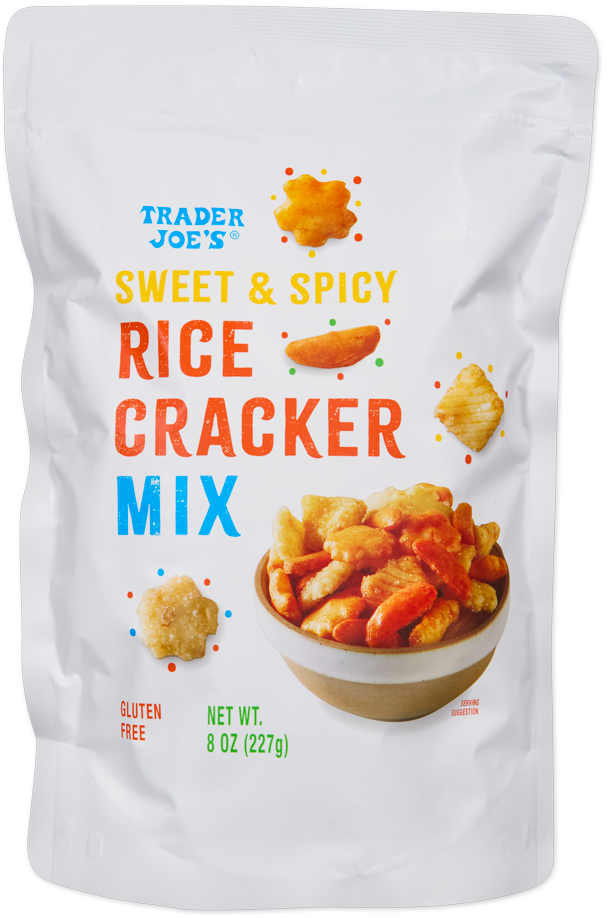 TRADER
JOE'S®
SWEET & SPICY
RICE
CRACKER
MIX
GLUTEN
FREE
NET WT.
8 OZ (227g)
SERVING
SUGGESTION